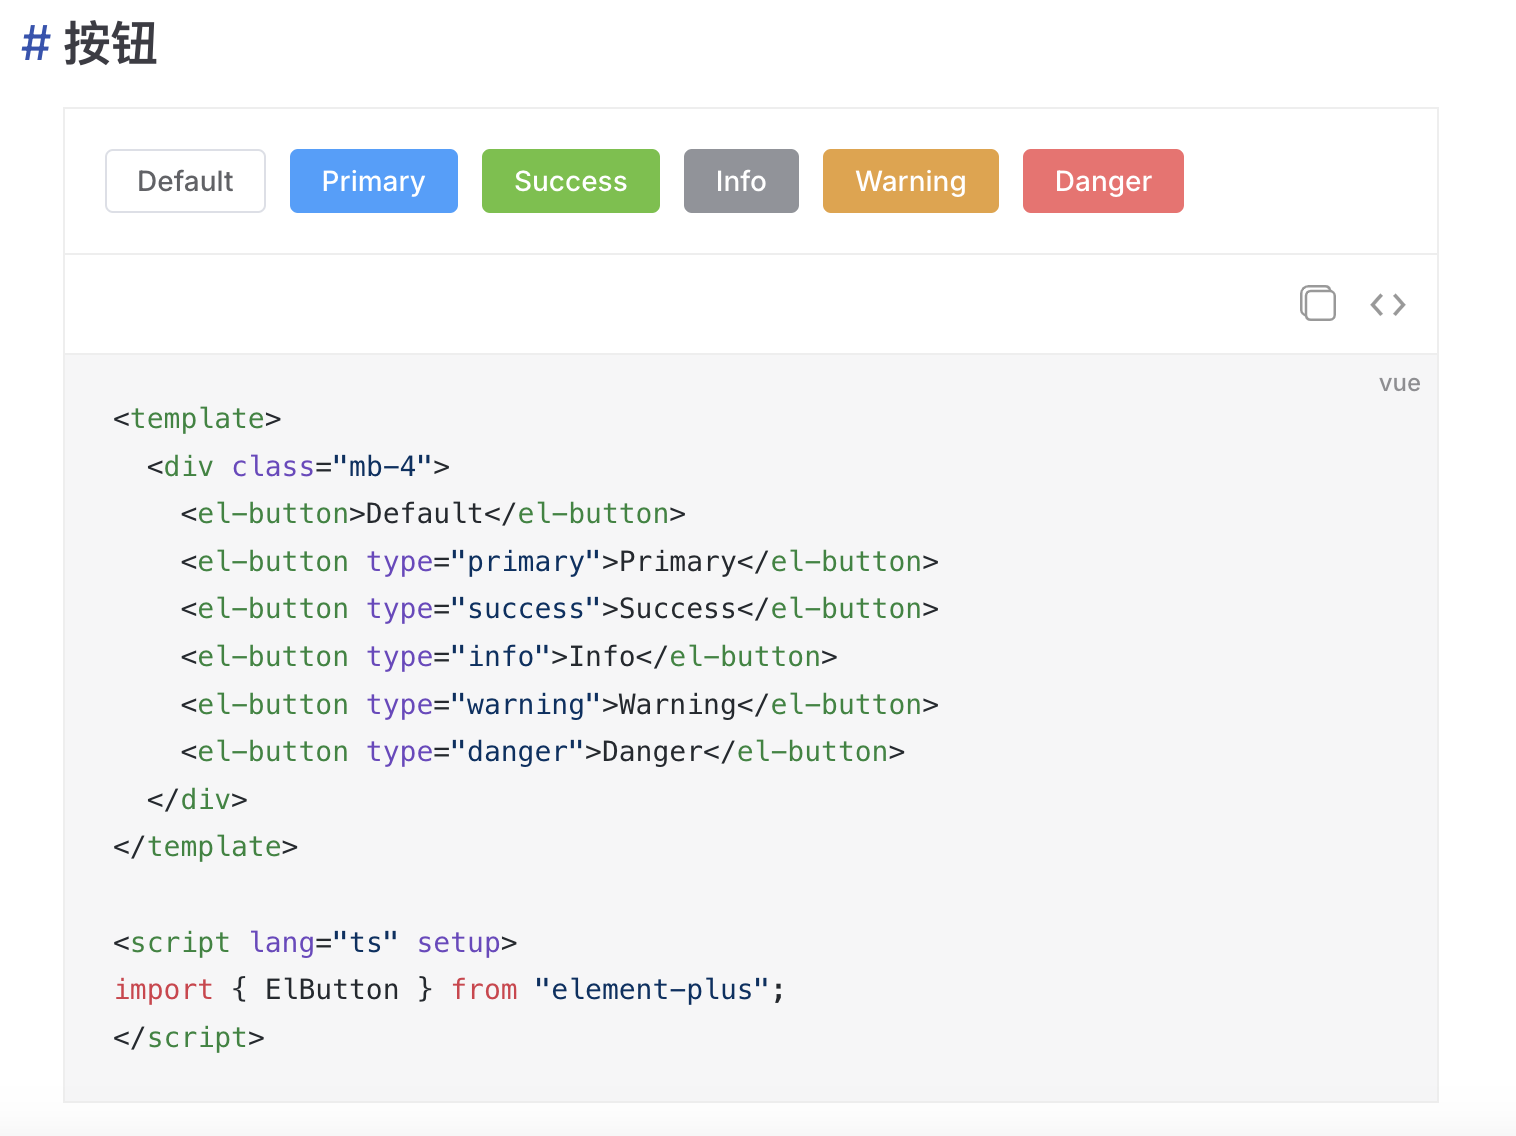 # 按钮
Default Primary Success Info Warning Danger
vue
<template>
  <div class="mb-4">
    <el-button>Default</el-button>
    <el-button type="primary">Primary</el-button>
    <el-button type="success">Success</el-button>
    <el-button type="info">Info</el-button>
    <el-button type="warning">Warning</el-button>
    <el-button type="danger">Danger</el-button>
  </div>
</template>

<script lang="ts" setup>
import { ElButton } from "element-plus";
</script>